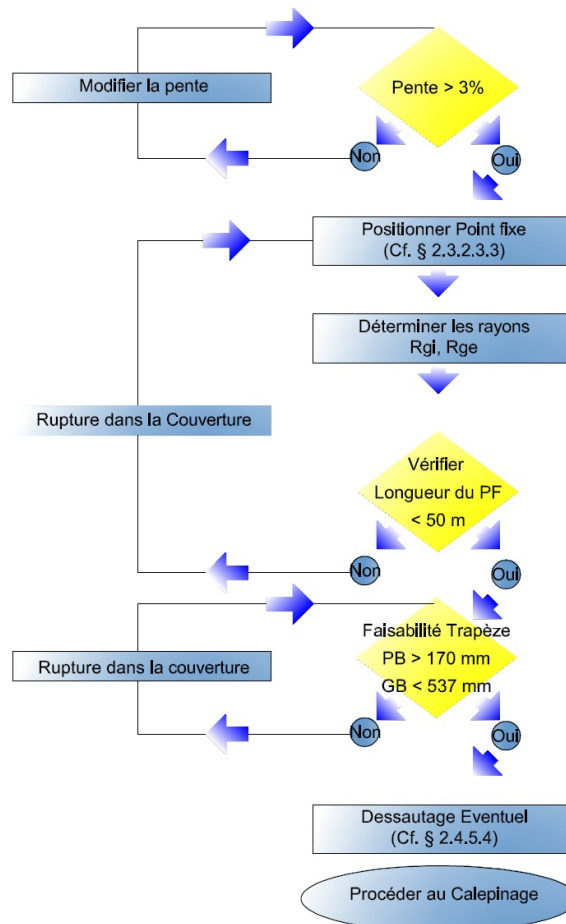 Modifier la pente
Pente > 3%
Non
Oui
Positionner Point fixe
(Cf. § 2.3.2.3.3)
Déterminer les rayons
Rgi, Rge
Rupture dans la Couverture
Vérifier
Longueur du PF
< 50 m
Non
Oui
Faisabilité Trapèze
Rupture dans la couverture
PB > 170 mm
GB < 537 mm
Non
Oui
Dessautage Eventuel
(Cf. § 2.4.5.4)
Procéder au Calepinage